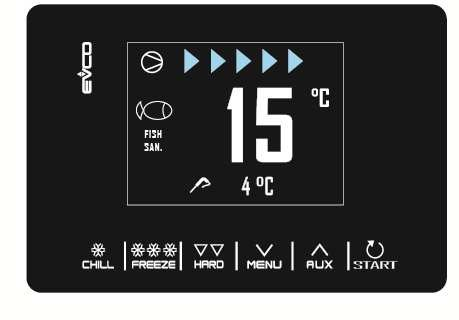 EVCO
15 °C
FISH
SAN.
4 °C
CHILL FREEZE HARD MENU AUX START